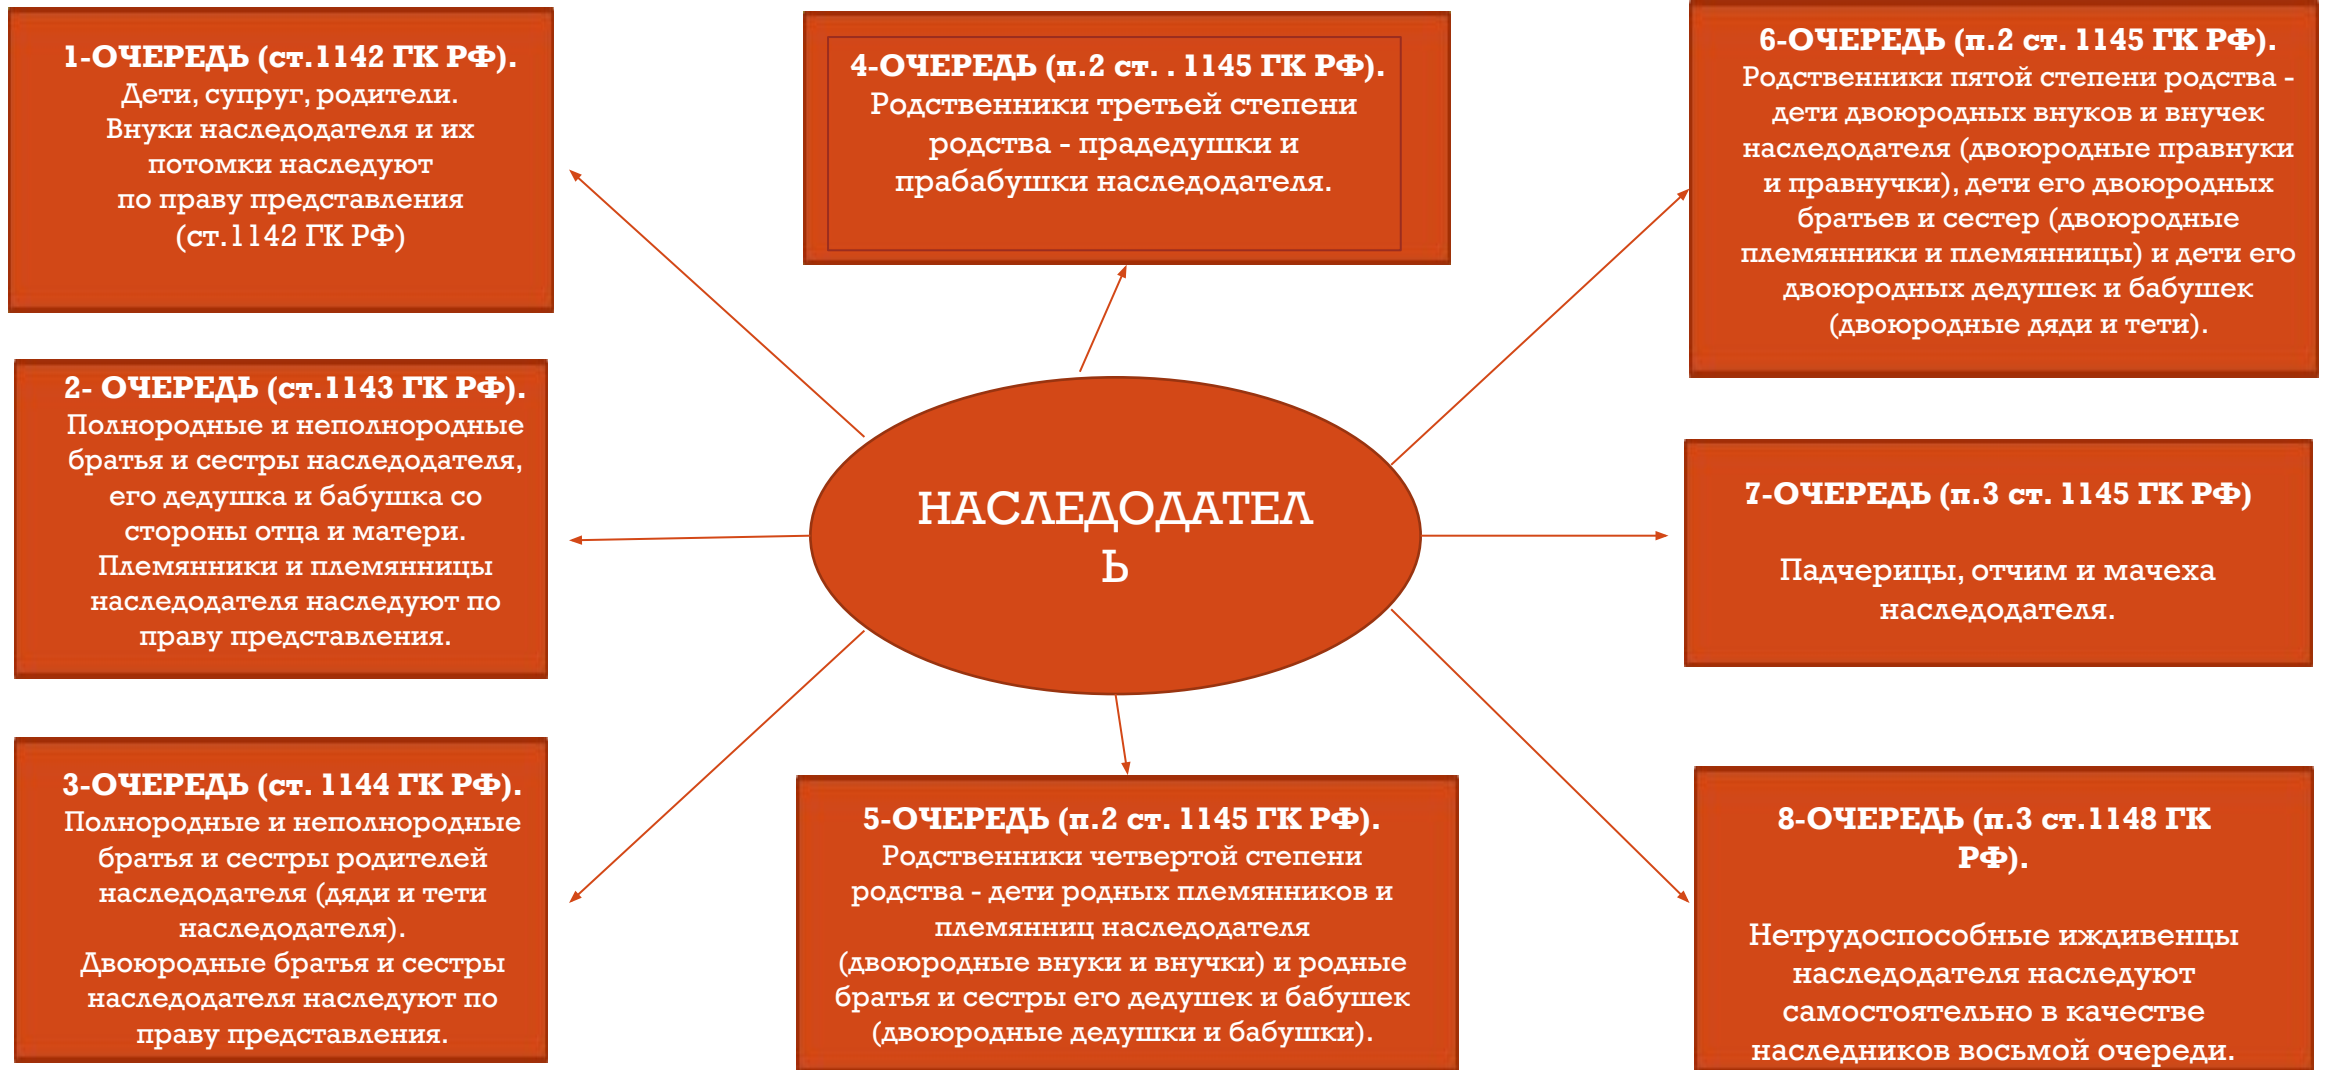 1-ОЧЕРЕДЬ (ст.1142 ГК РФ).
Дети, супруг, родители.
Внуки наследодателя и их
потомки наследуют
по праву представления
(ст.1142 ГК РФ)
2- ОЧЕРЕДЬ (ст.1143 ГК РФ).
Полнородные и неполнородные
братья и сестры наследодателя,
его дедушка и бабушка со
стороны отца и матери.
Племянники и племянницы
наследодателя наследуют по
праву представления.
3-ОЧЕРЕДЬ (ст. 1144 ГК РФ).
Полнородные и неполнородные
братья и сестры родителей
наследодателя (дяди и тети
наследодателя).
Двоюродные братья и сестры
наследодателя наследуют по
праву представления.
4-ОЧЕРЕДЬ (п.2 ст. . 1145 ГК РФ).
Родственники третьей степени
родства - прадедушки и
прабабушки наследодателя.
НАСЛЕДОДАТЕЛ
Ь
5-ОЧЕРЕДЬ (п.2 ст. 1145 ГК РФ).
Родственники четвертой степени
родства - дети родных племянников и
племянниц наследодателя
(двоюродные внуки и внучки) и родные
братья и сестры его дедушек и бабушек
(двоюродные дедушки и бабушки).
6-ОЧЕРЕДЬ (п.2 ст. 1145 ГК РФ).
Родственники пятой степени родства -
дети двоюродных внуков и внучек
наследодателя (двоюродные правнуки
и правнучки), дети его двоюродных
братьев и сестер (двоюродные
племянники и племянницы) и дети его
двоюродных дедушек и бабушек
(двоюродные дяди и тети).
7-ОЧЕРЕДЬ (п.3 ст. 1145 ГК РФ)
Падчерицы, отчим и мачеха
наследодателя.
8-ОЧЕРЕДЬ (п.3 ст.1148 ГК
РФ).
Нетрудоспособные иждивенцы
наследодателя наследуют
самостоятельно в качестве
наследников восьмой очереди.